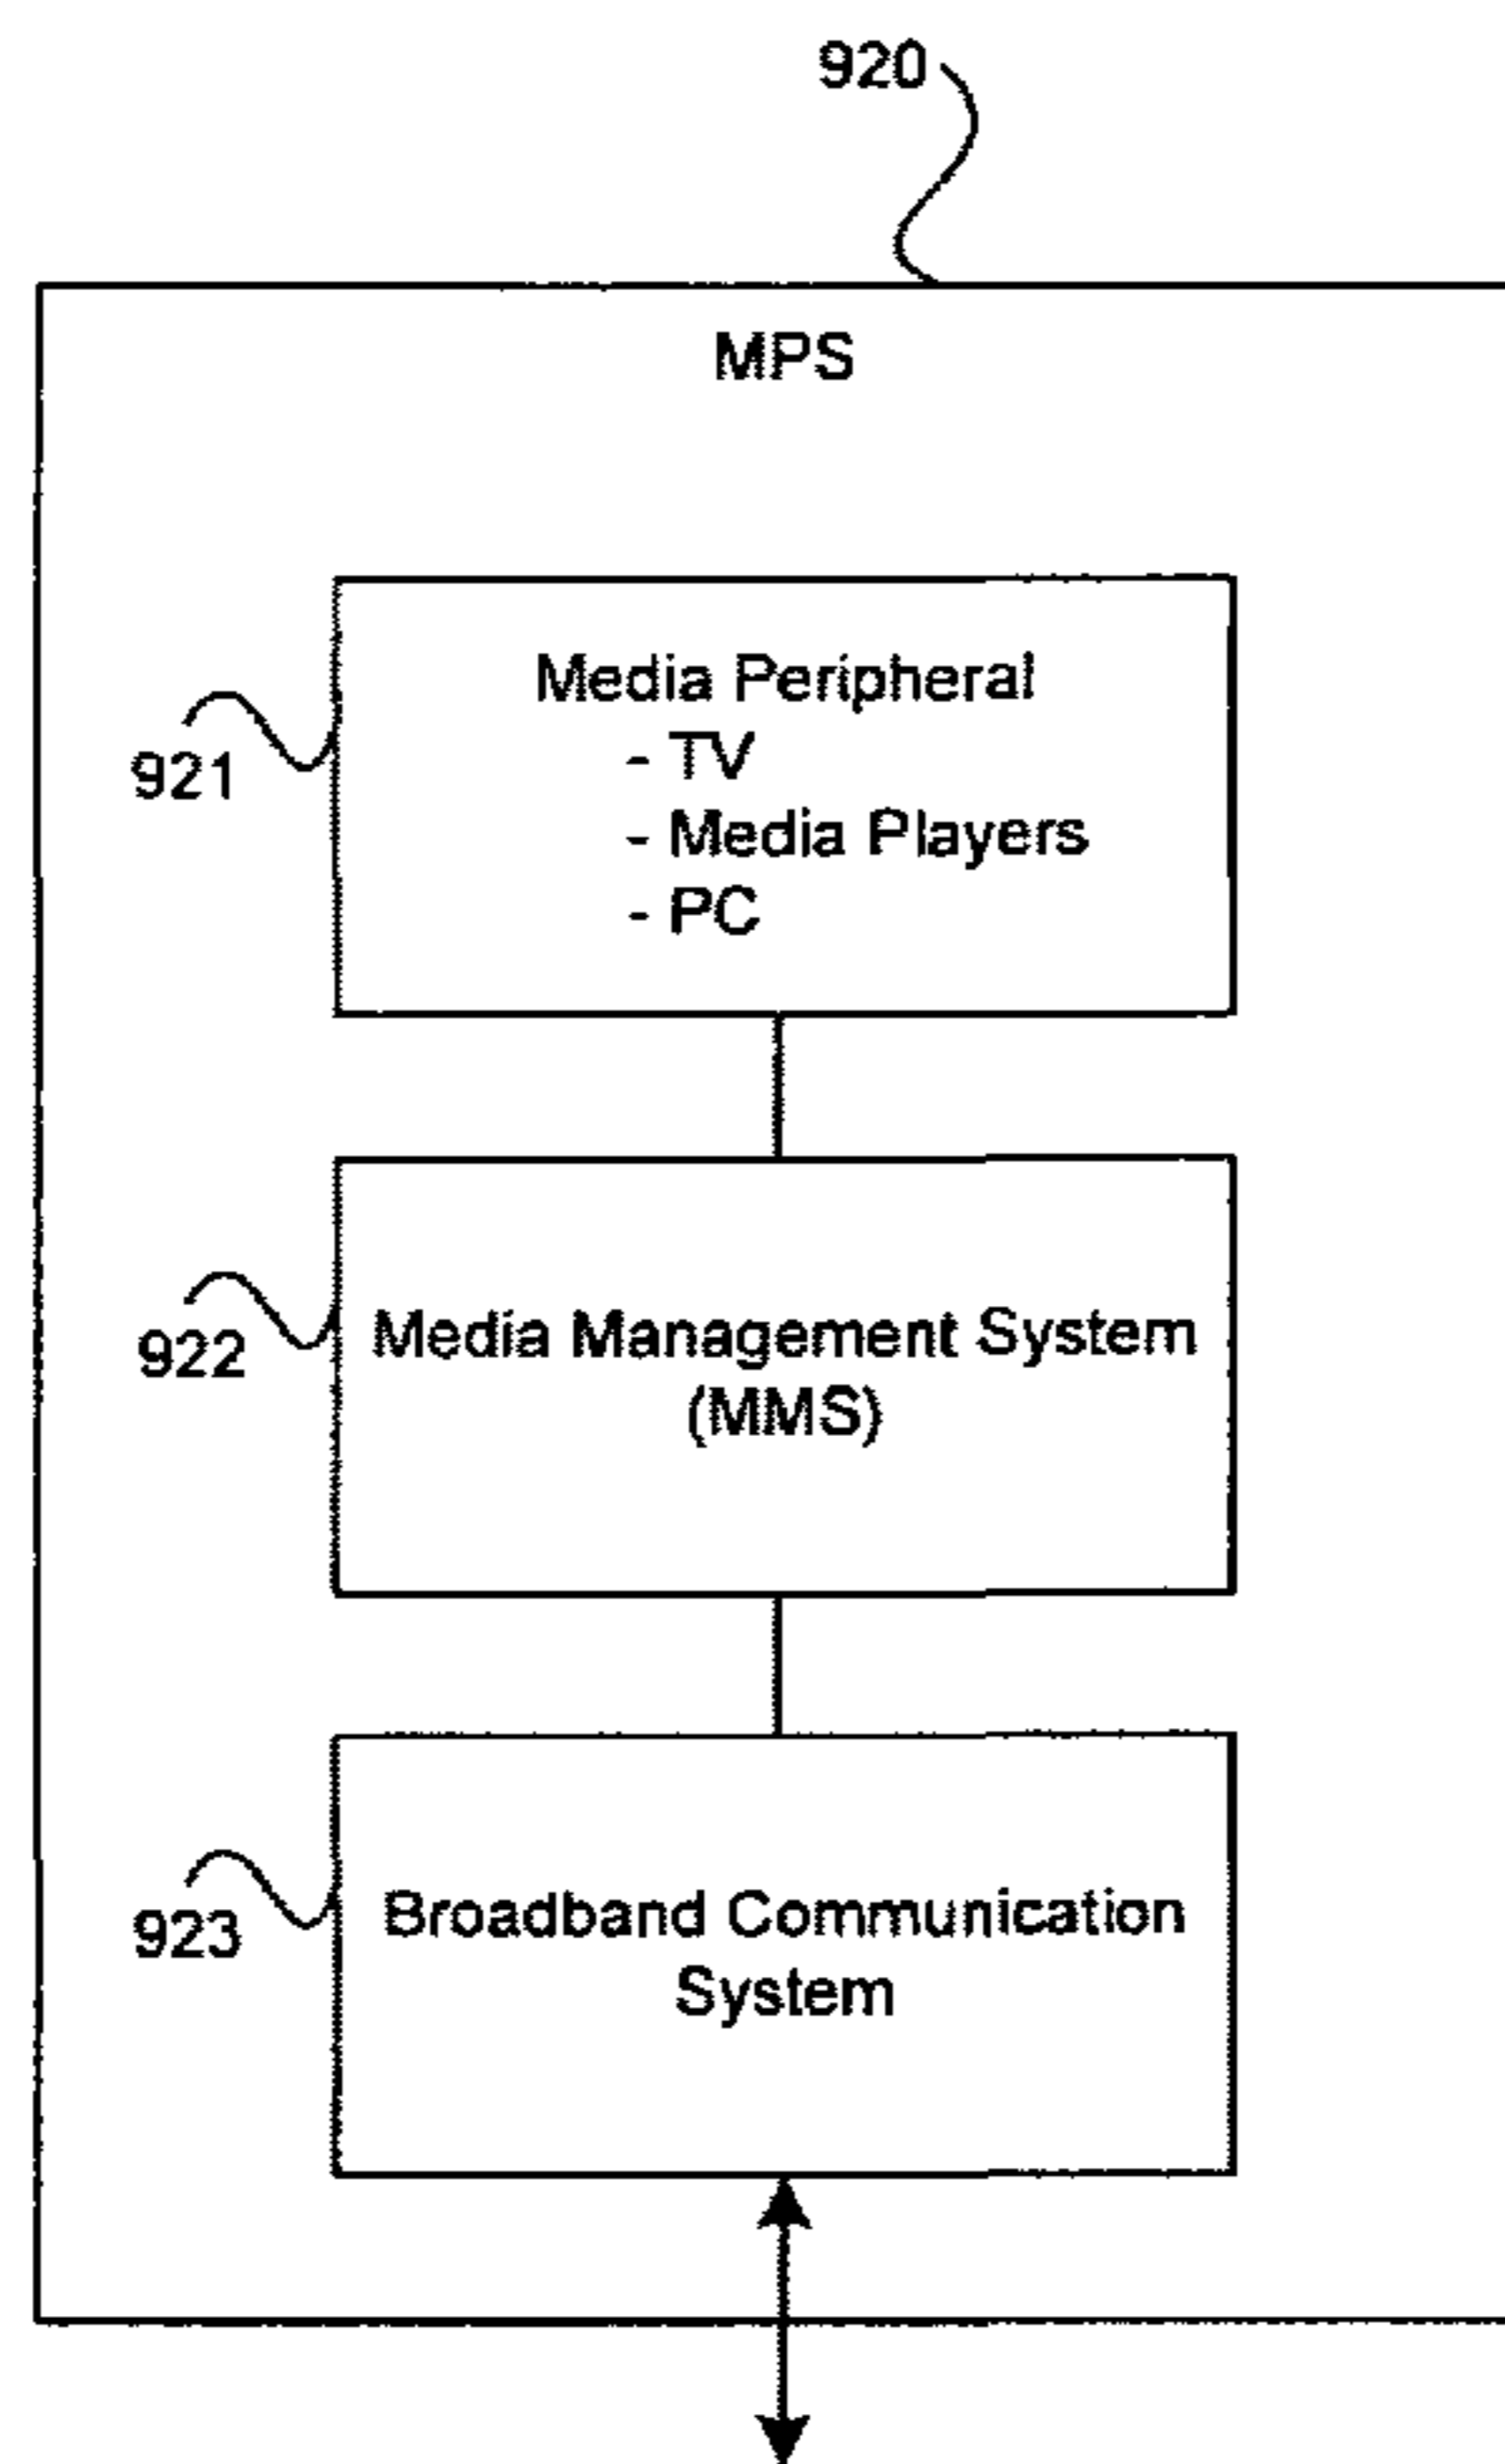 920
MPS
Media Peripheral
- TV
921
- Media Players
- PC
922
Media Management System
(MMS)
923
Broadband Communication
System